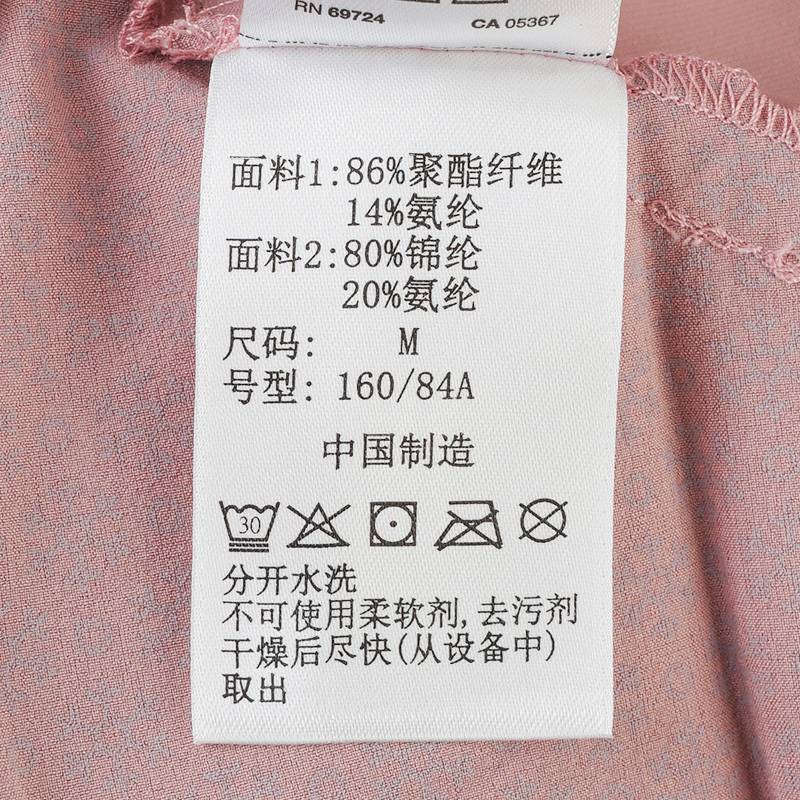 RN 69724 CA 05367
面料1:86%聚酯纤维
14%氨纶
面料2:80%锦纶
20%氨纶
尺码: M
号型: 160/84A
中国制造
30
分开水洗
不可使用柔软剂,去污剂
干燥后尽快(从设备中)
取出